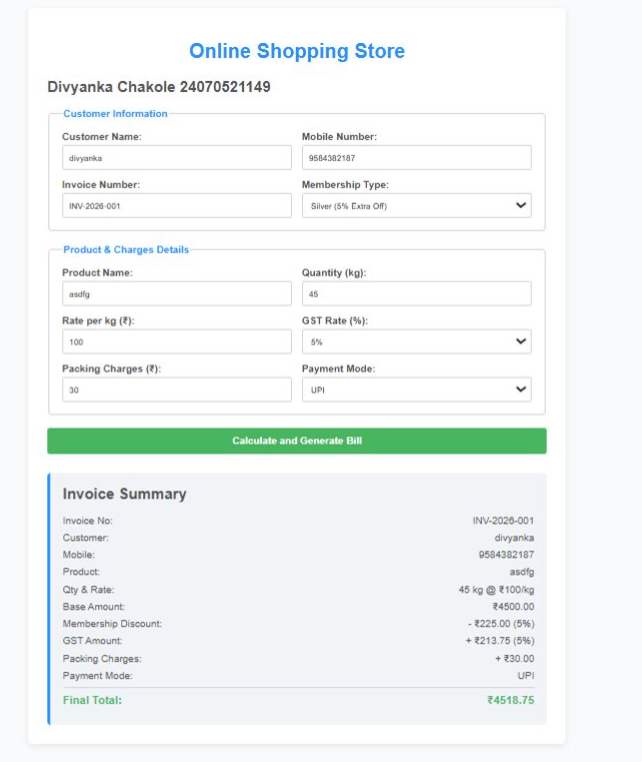 Online Shopping Store
Divyanka Chakole 24070521149
Customer Information
Customer Name: Mobile Number:
divyanka 9584382187
Invoice Number: Membership Type:
INV-2026-001 Silver (5% Extra Off)
Product & Charges Details
Product Name: Quantity (kg):
asdfg 45
Rate per kg (₹): GST Rate (%):
100 5%
Packing Charges (₹): Payment Mode:
30 UPI
Calculate and Generate Bill
Invoice Summary
Invoice No: INV-2026-001
Customer: divyanka
Mobile: 9584382187
Product: asdfg
Qty & Rate: 45 kg @ ₹100/kg
Base Amount: ₹4500.00
Membership Discount: - ₹225.00 (5%)
GST Amount: + ₹213.75 (5%)
Packing Charges: + ₹30.00
Payment Mode: UPI
Final Total: ₹4518.75